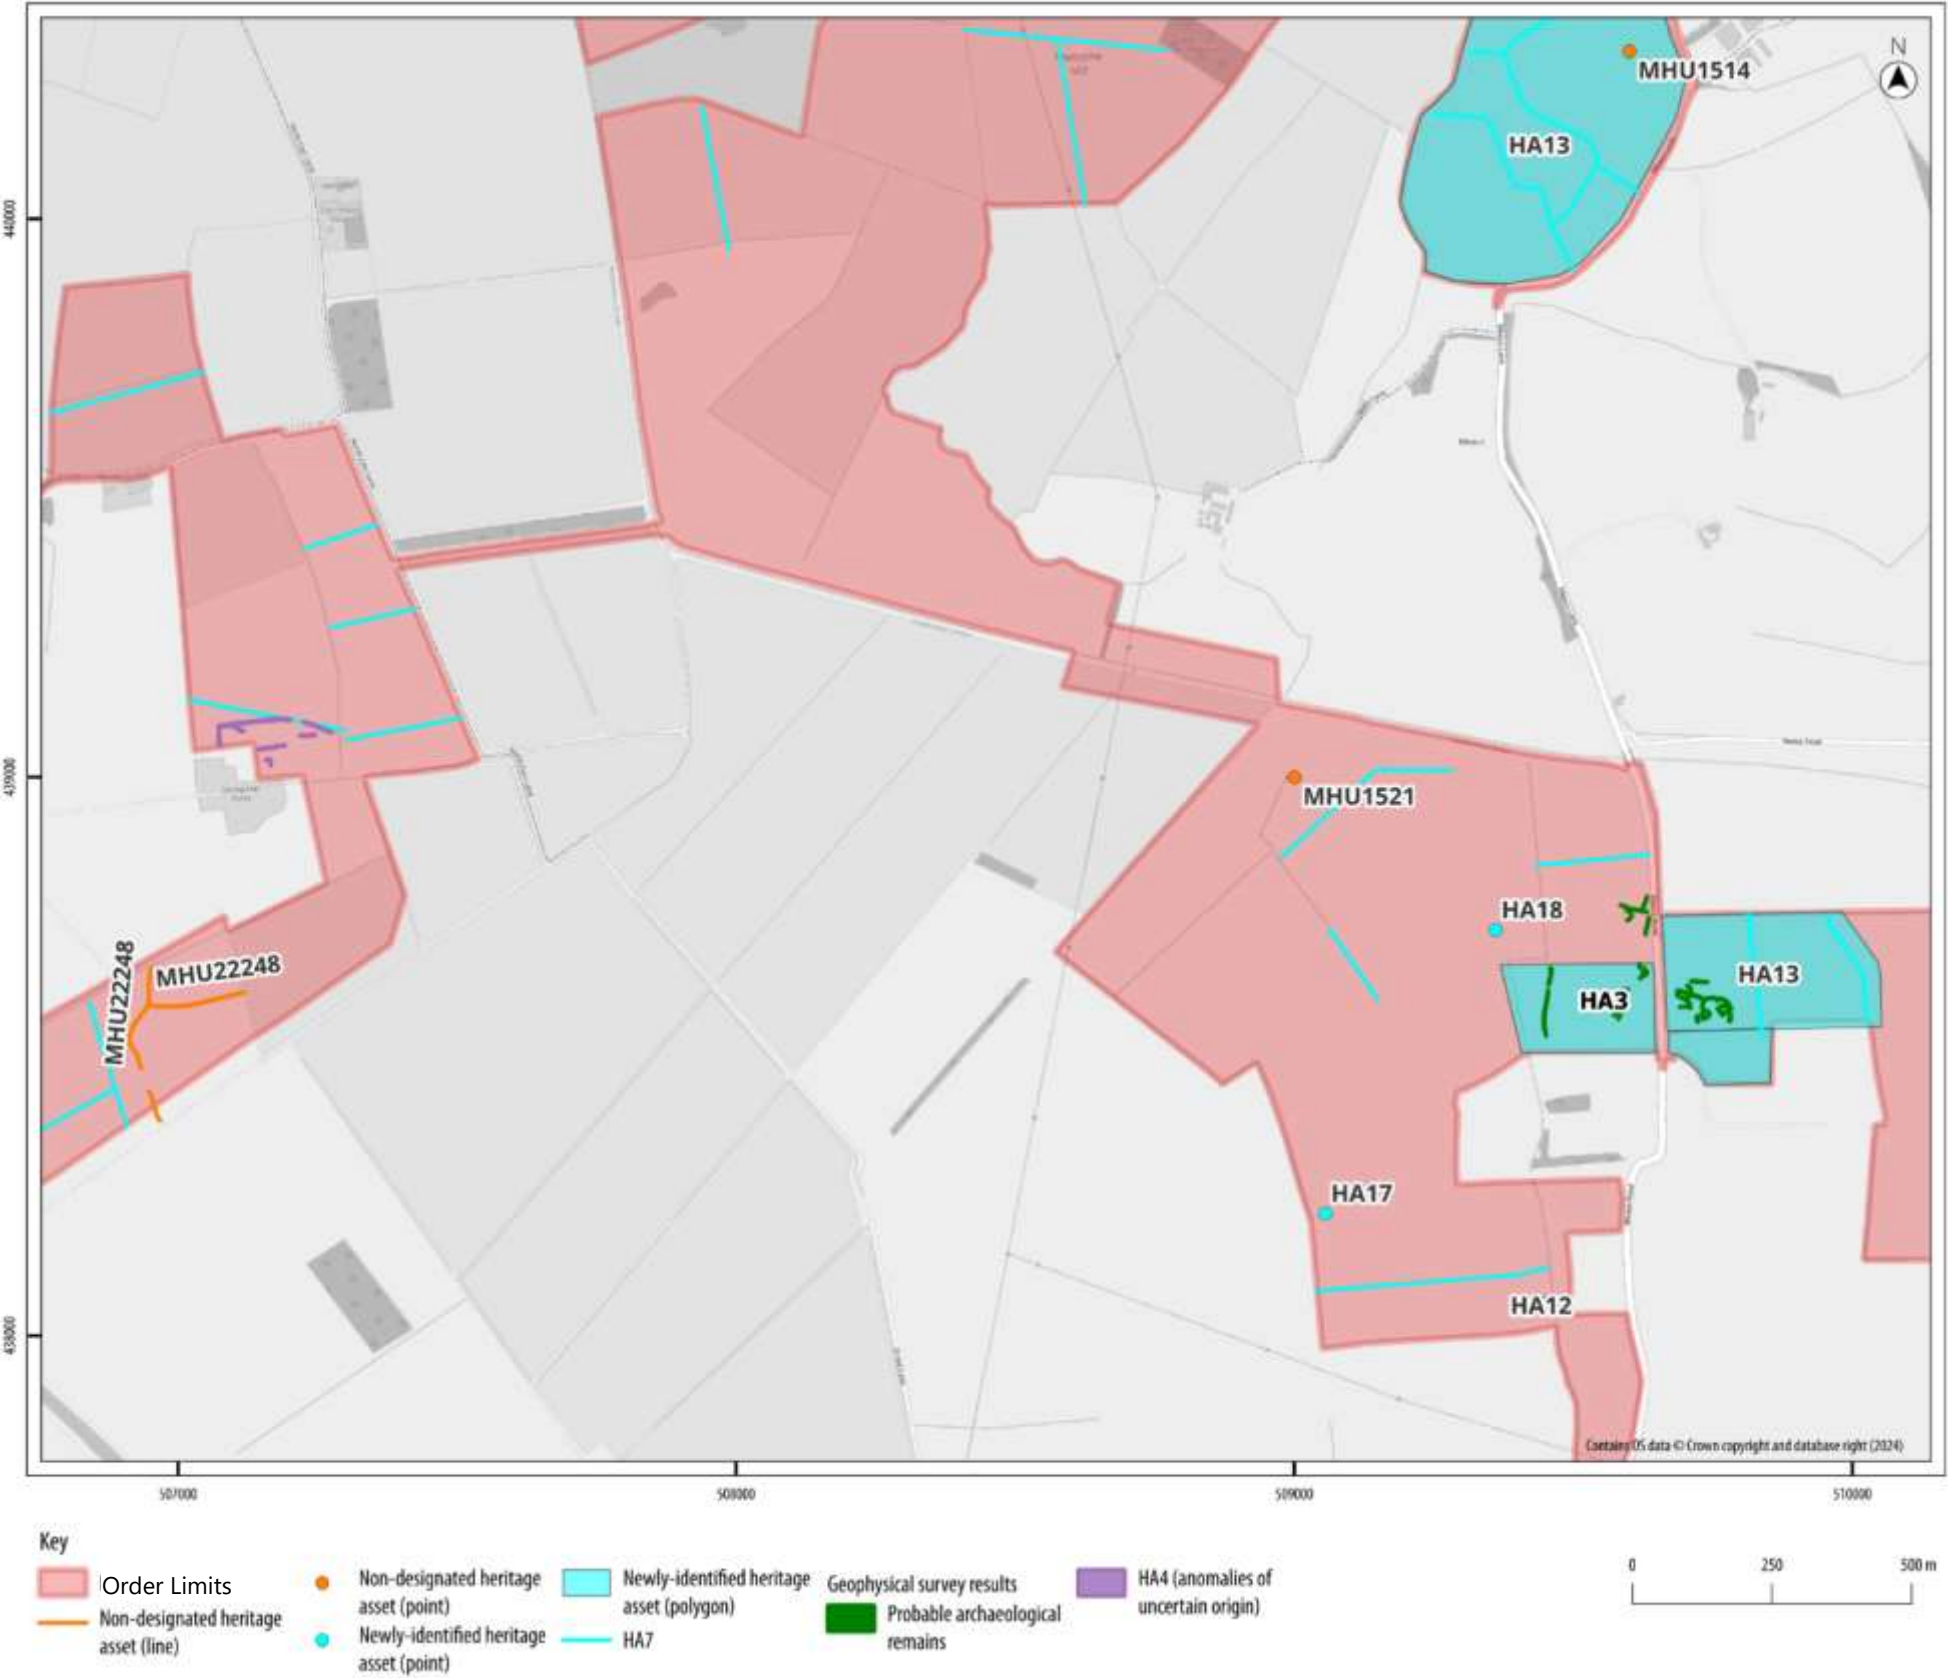 N
MHU1514
HA13
440000
439000
MHU1521
HA18
MHU22248
MHU22248
HA3
HA13
HA17
438000
HA12
Contains OS data © Crown copyright and database right (2024)
507000
508000
509000
510000
Key
Order Limits
Non-designated heritage
asset (line)
Non-designated heritage
asset (point)
Newly-identified heritage
asset (point)
Newly-identified heritage
asset (polygon)
HA7
Geophysical survey results
Probable archaeological
remains
HA4 (anomalies of
uncertain origin)
0
250
500 m